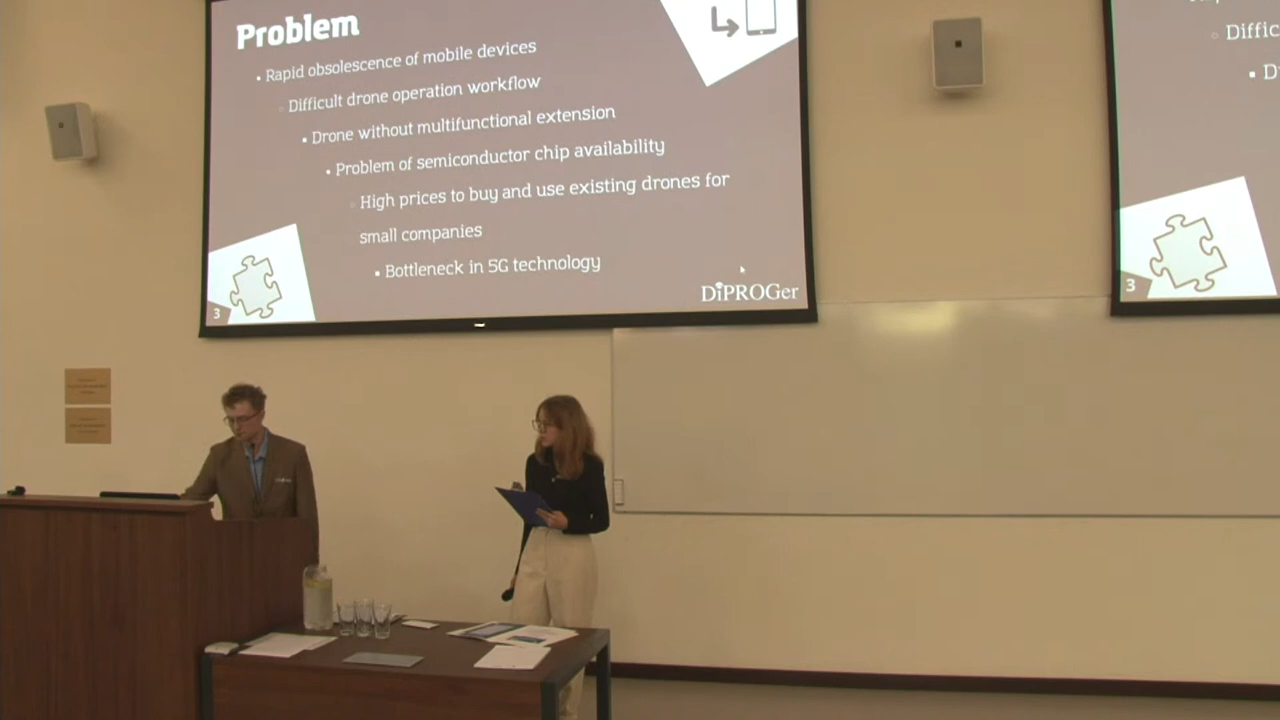 Problem
• Rapid obsolescence of mobile devices
Difficult drone operation workflow
• Drone without multifunctional extension
• Problem of semiconductor chip availability
High prices to buy and use existing drones for
small companies
• Bottleneck in 5G technology
3
DiPROGer
Diffic
3